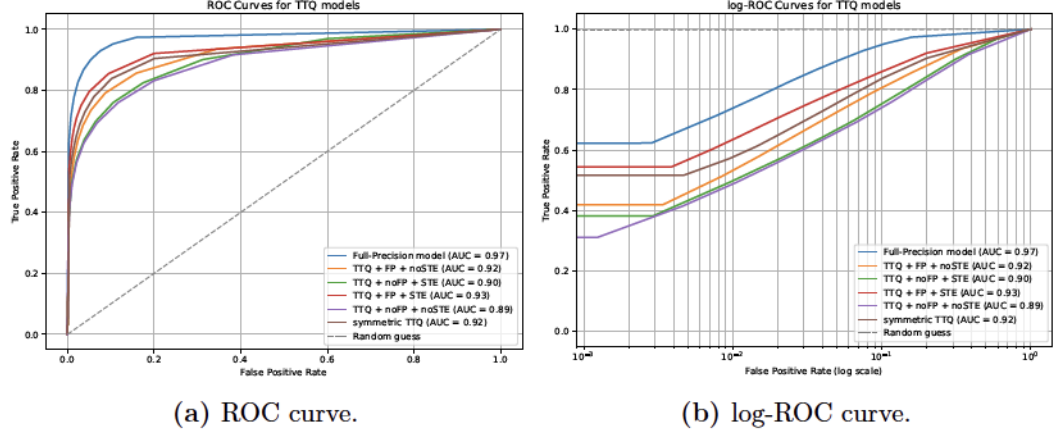 ROC Curves for TTQ models
1.0
0.8
0.6
0.4
0.2
0.0
True Positive Rate
0.0
0.2
0.4
0.6
0.8
1.0
False Positive Rate
Full-Precision model (AUC = 0.97)
TTQ + FP + noSTE (AUC = 0.92)
TTQ + noFP + STE (AUC = 0.90)
TTQ + FP + STE (AUC = 0.93)
TTQ + noFP + noSTE (AUC = 0.89)
symmetric TTQ (AUC = 0.92)
Random guess
(a) ROC curve.
log-ROC Curves for TTQ models
1.0
0.8
0.6
0.4
0.2
0.0
True Positive Rate
10⁻³
10⁻²
10⁻¹
10⁰
False Positive Rate (log scale)
Full-Precision model (AUC = 0.97)
TTQ + FP + noSTE (AUC = 0.92)
TTQ + noFP + STE (AUC = 0.90)
TTQ + FP + STE (AUC = 0.93)
TTQ + noFP + noSTE (AUC = 0.89)
symmetric TTQ (AUC = 0.92)
Random guess
(b) log-ROC curve.